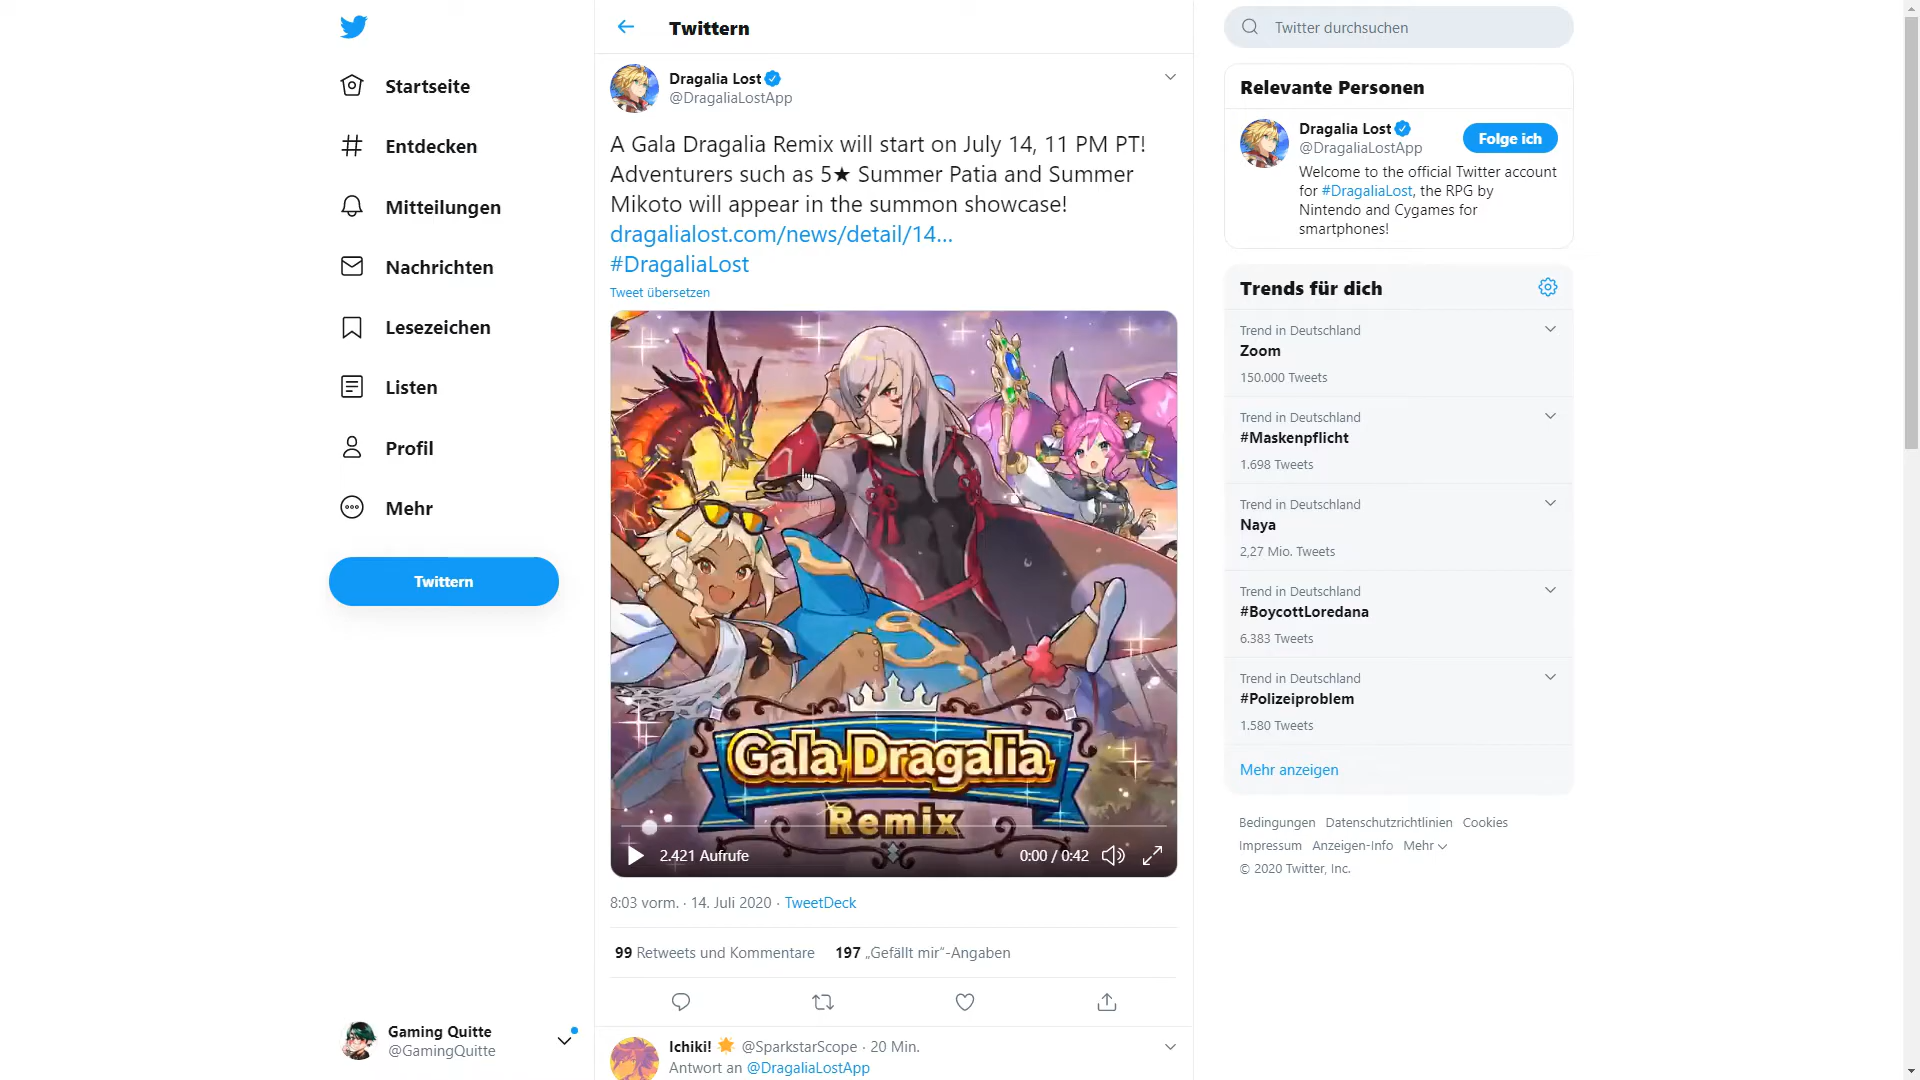 Startseite
Entdecken
Mitteilungen
Nachrichten
Lesezeichen
Listen
Profil
Mehr
Twittern
Gaming Quitte
@GamingQuitte
Twittern
Dragalia Lost
@DragaliaLostApp
A Gala Dragalia Remix will start on July 14, 11 PM PT!
Adventurers such as 5★ Summer Patia and Summer
Mikoto will appear in the summon showcase!
dragalialost.com/news/detail/14…
#DragaliaLost
Tweet übersetzen
Gala Dragalia
Remix
2.421 Aufrufe
0:00 / 0:42
8:03 vorm. · 14. Juli 2020 · TweetDeck
99 Retweets und Kommentare 197 „Gefällt mir“-Angaben
Ichiki! @SparkstarScope · 20 Min.
Antwort an @DragaliaLostApp
Twitter durchsuchen
Relevante Personen
Dragalia Lost
@DragaliaLostApp
Folge ich
Welcome to the official Twitter account
for #DragaliaLost, the RPG by
Nintendo and Cygames for
smartphones!
Trends für dich
Trend in Deutschland
Zoom
150.000 Tweets
Trend in Deutschland
#Maskenpflicht
1.698 Tweets
Trend in Deutschland
Naya
2,27 Mio. Tweets
Trend in Deutschland
#BoycottLoredana
6.383 Tweets
Trend in Deutschland
#Polizeiproblem
1.580 Tweets
Mehr anzeigen
Bedingungen Datenschutzrichtlinien Cookies
Impressum Anzeigen-Info Mehr
© 2020 Twitter, Inc.